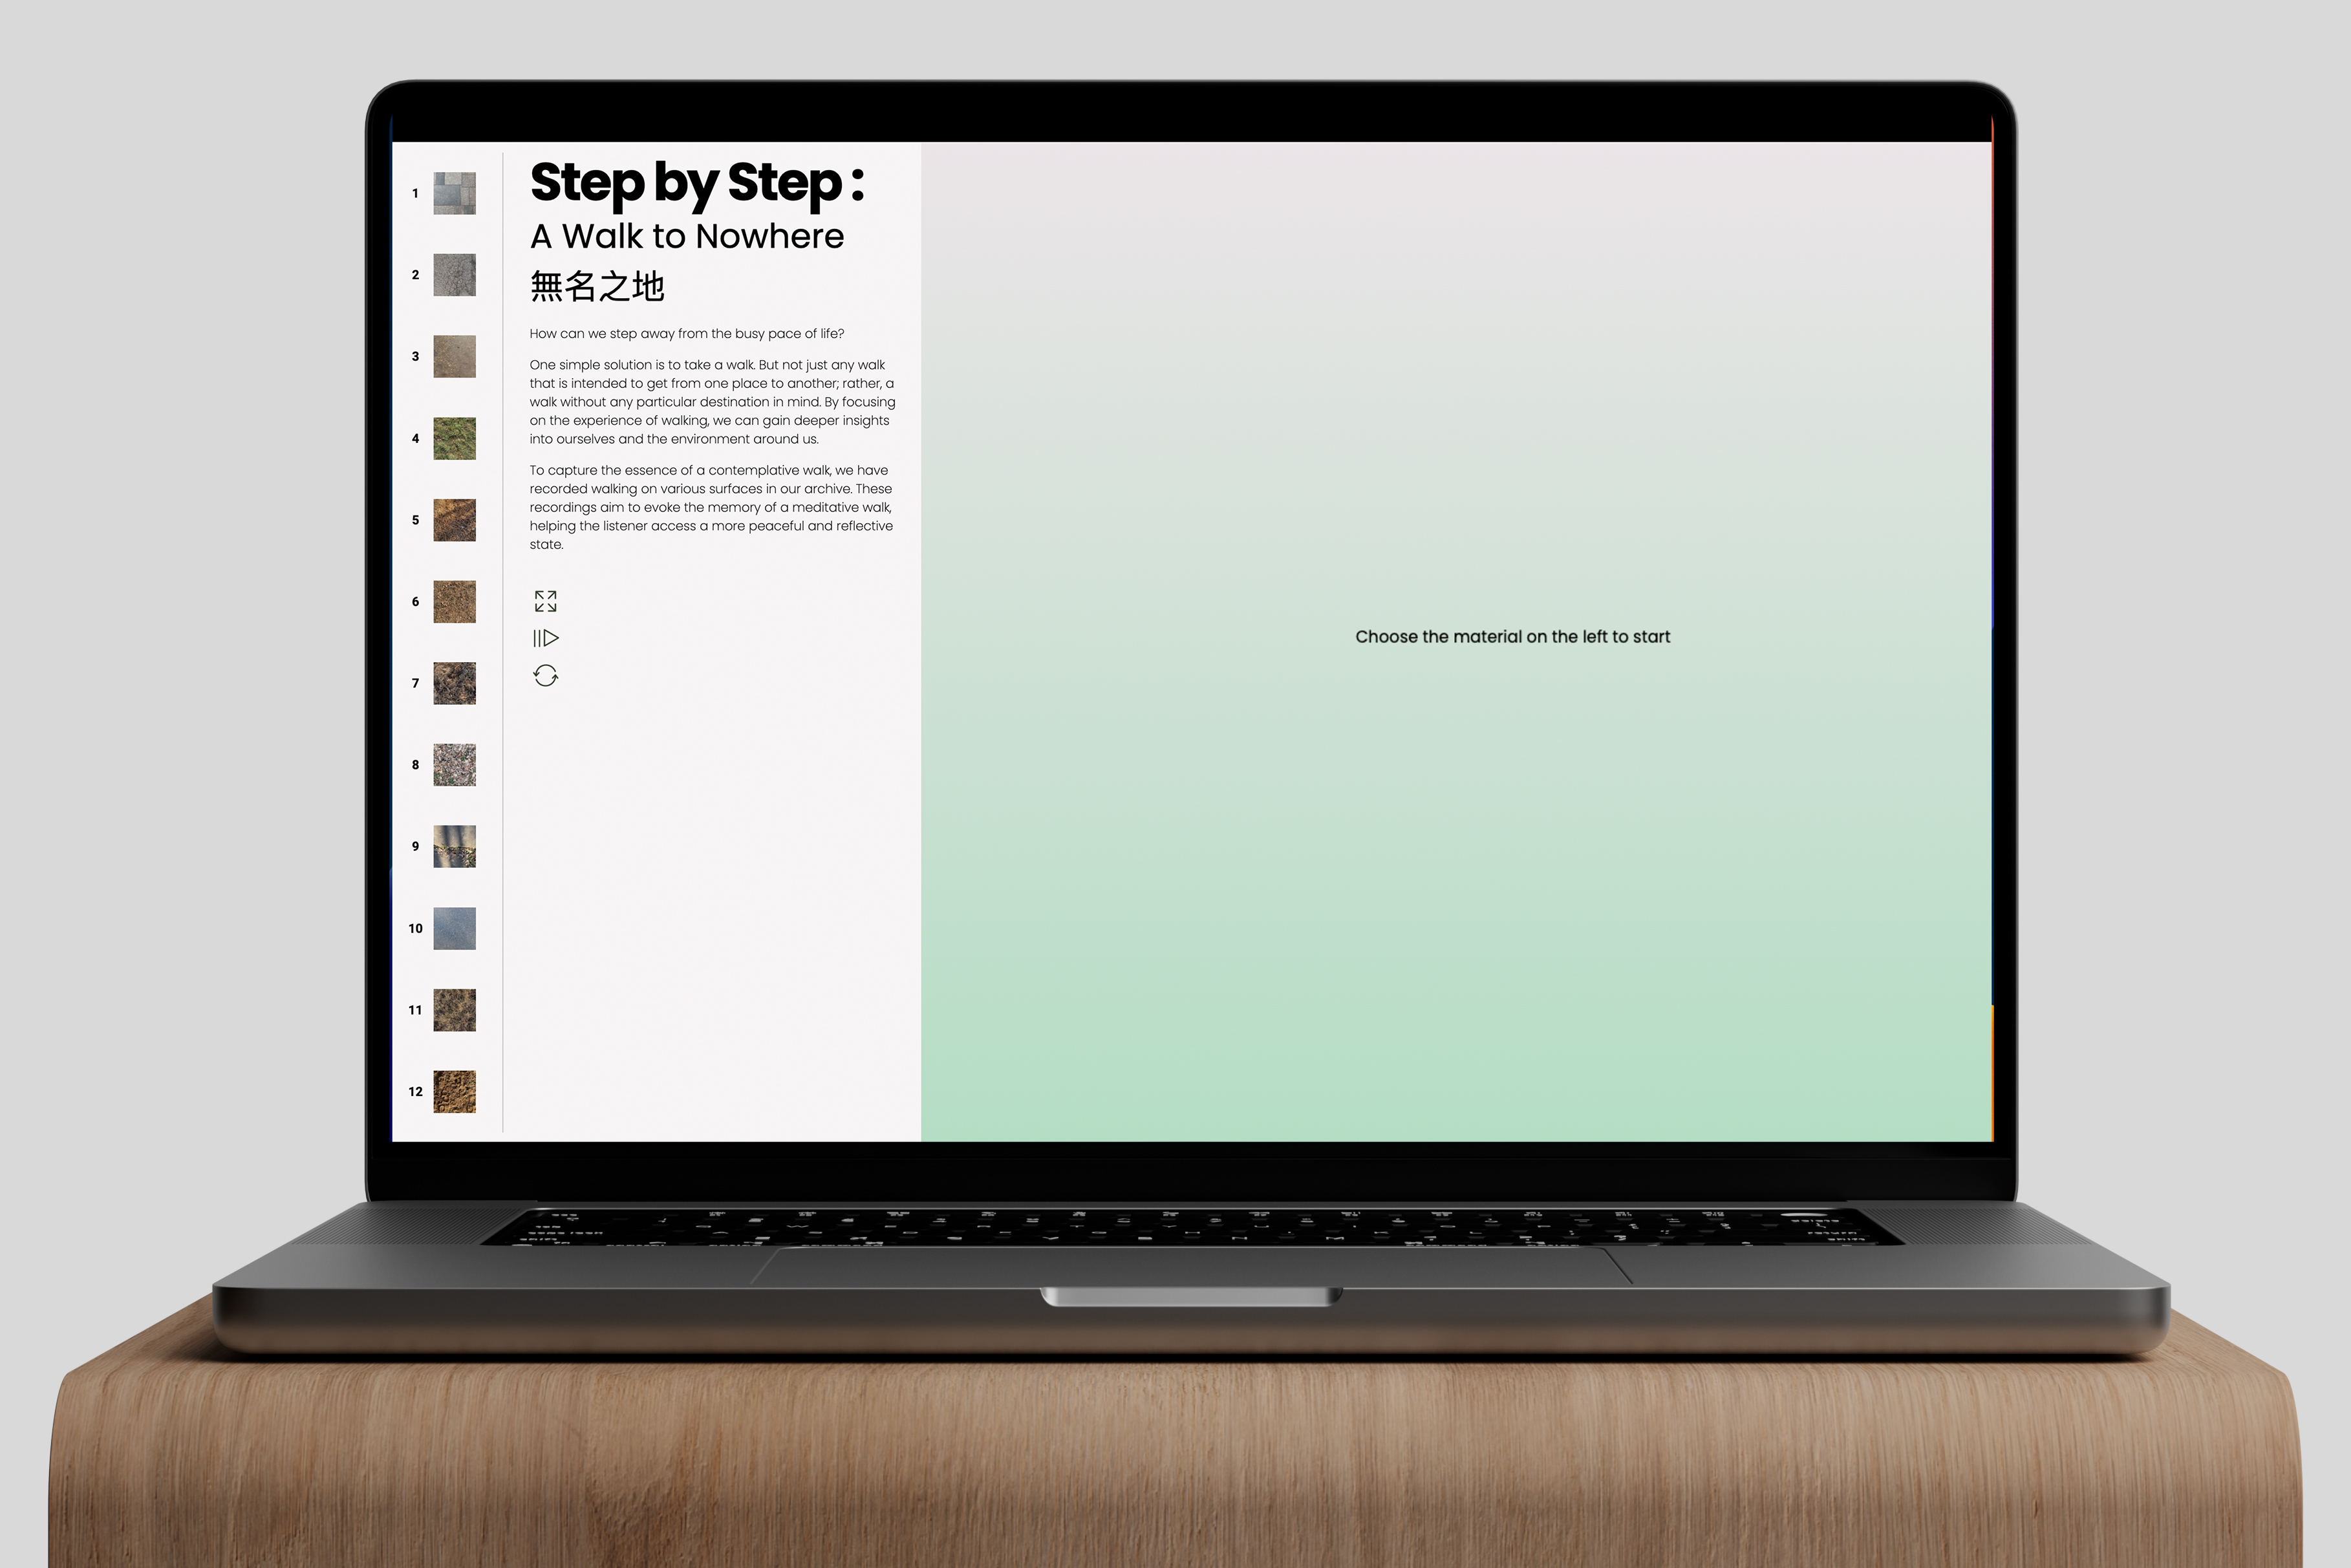 Step by Step :
A Walk to Nowhere
無名之地
How can we step away from the busy pace of life?
One simple solution is to take a walk. But not just any walk
that is intended to get from one place to another; rather, a
walk without any particular destination in mind. By focusing
on the experience of walking, we can gain deeper insights
into ourselves and the environment around us.
To capture the essence of a contemplative walk, we have
recorded walking on various surfaces in our archive. These
recordings aim to evoke the memory of a meditative walk,
helping the listener access a more peaceful and reflective
state.
1
2
3
4
5
6
7
8
9
10
11
12
Choose the material on the left to start